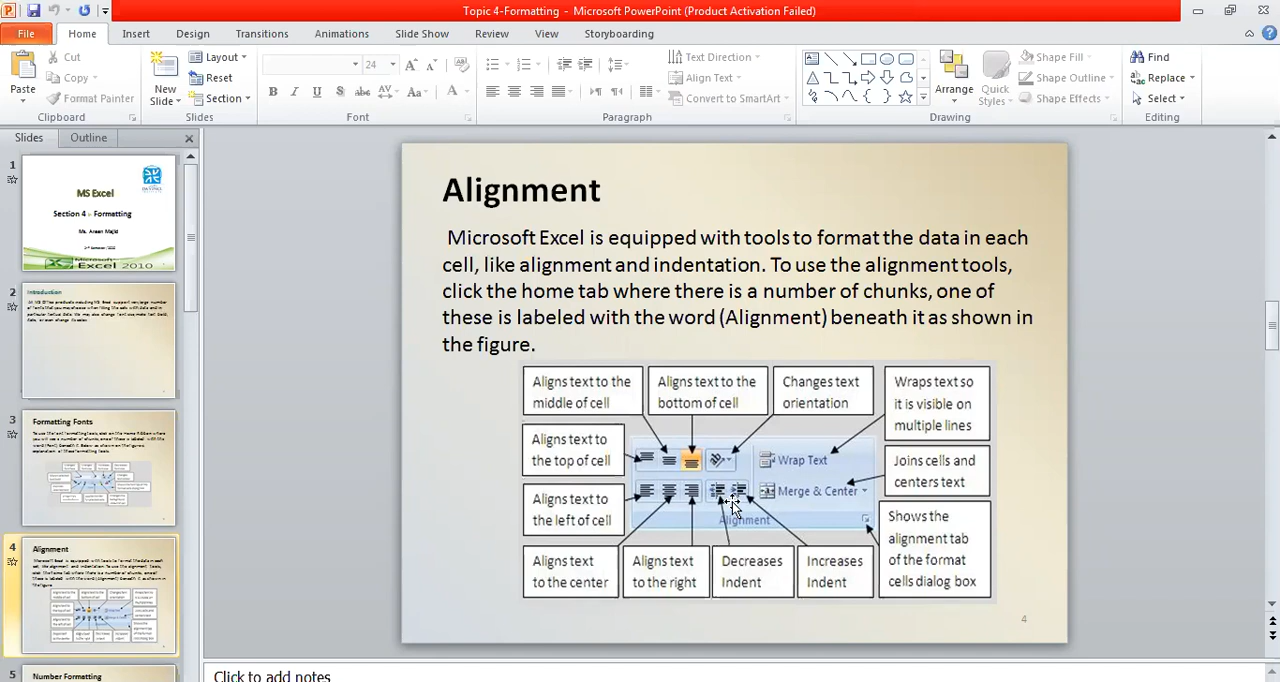 Topic 4-Formatting - Microsoft PowerPoint (Product Activation Failed)
File Home Insert Design Transitions Animations Slide Show Review View Storyboarding
Paste
Cut
Copy
Format Painter
Clipboard
New
Slide
Layout
Reset
Section
Slides
24
Font
Text Direction
Align Text
Convert to SmartArt
Paragraph
Arrange
Quick
Styles
Shape Fill
Shape Outline
Shape Effects
Drawing
Find
Replace
Select
Editing
Slides Outline
1
MS Excel
Section 4 - Formatting
Ms. Areen Majid
Excel 2010
2
Introduction
3
Formatting Fonts
4
Alignment
5
Number Formatting
Alignment
Microsoft Excel is equipped with tools to format the data in each
cell, like alignment and indentation. To use the alignment tools,
click the home tab where there is a number of chunks, one of
these is labeled with the word (Alignment) beneath it as shown in
the figure.
Aligns text to the
middle of cell
Aligns text to the
bottom of cell
Changes text
orientation
Wraps text so
it is visible on
multiple lines
Aligns text to
the top of cell
Wrap Text
Joins cells and
centers text
Aligns text to
the left of cell
Merge & Center
Alignment
Shows the
alignment tab
of the format
cells dialog box
Aligns text
to the center
Aligns text
to the right
Decreases
Indent
Increases
Indent
4
Click to add notes